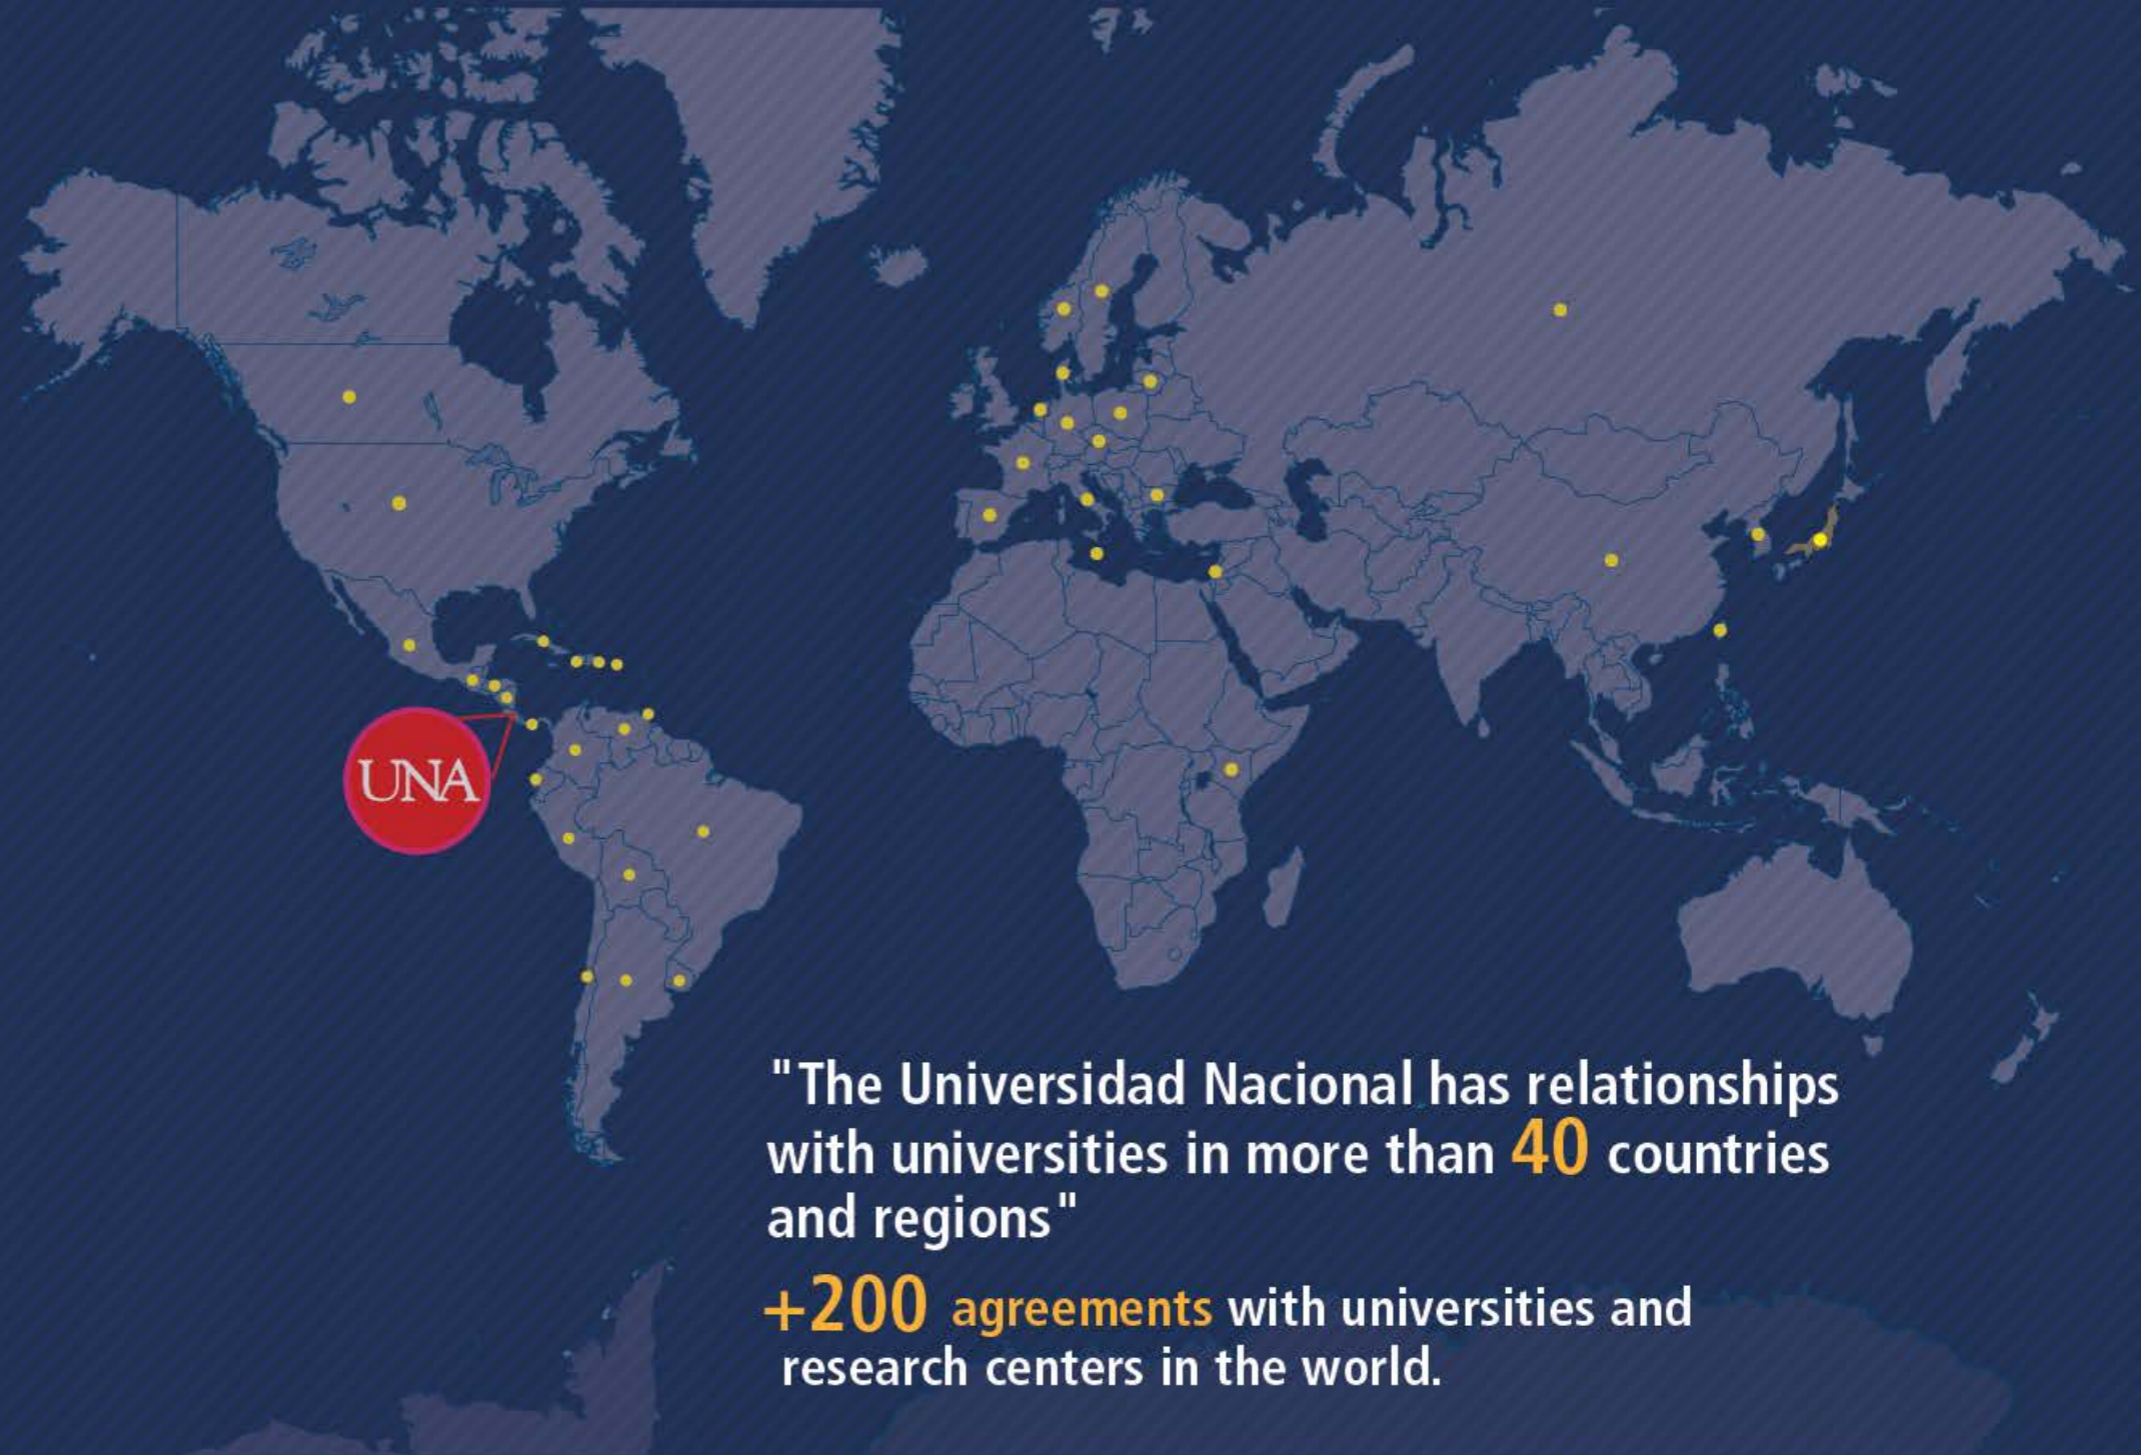 UNA
"The Universidad Nacional has relationships
with universities in more than 40 countries
and regions"
+200 agreements with universities and
research centers in the world.